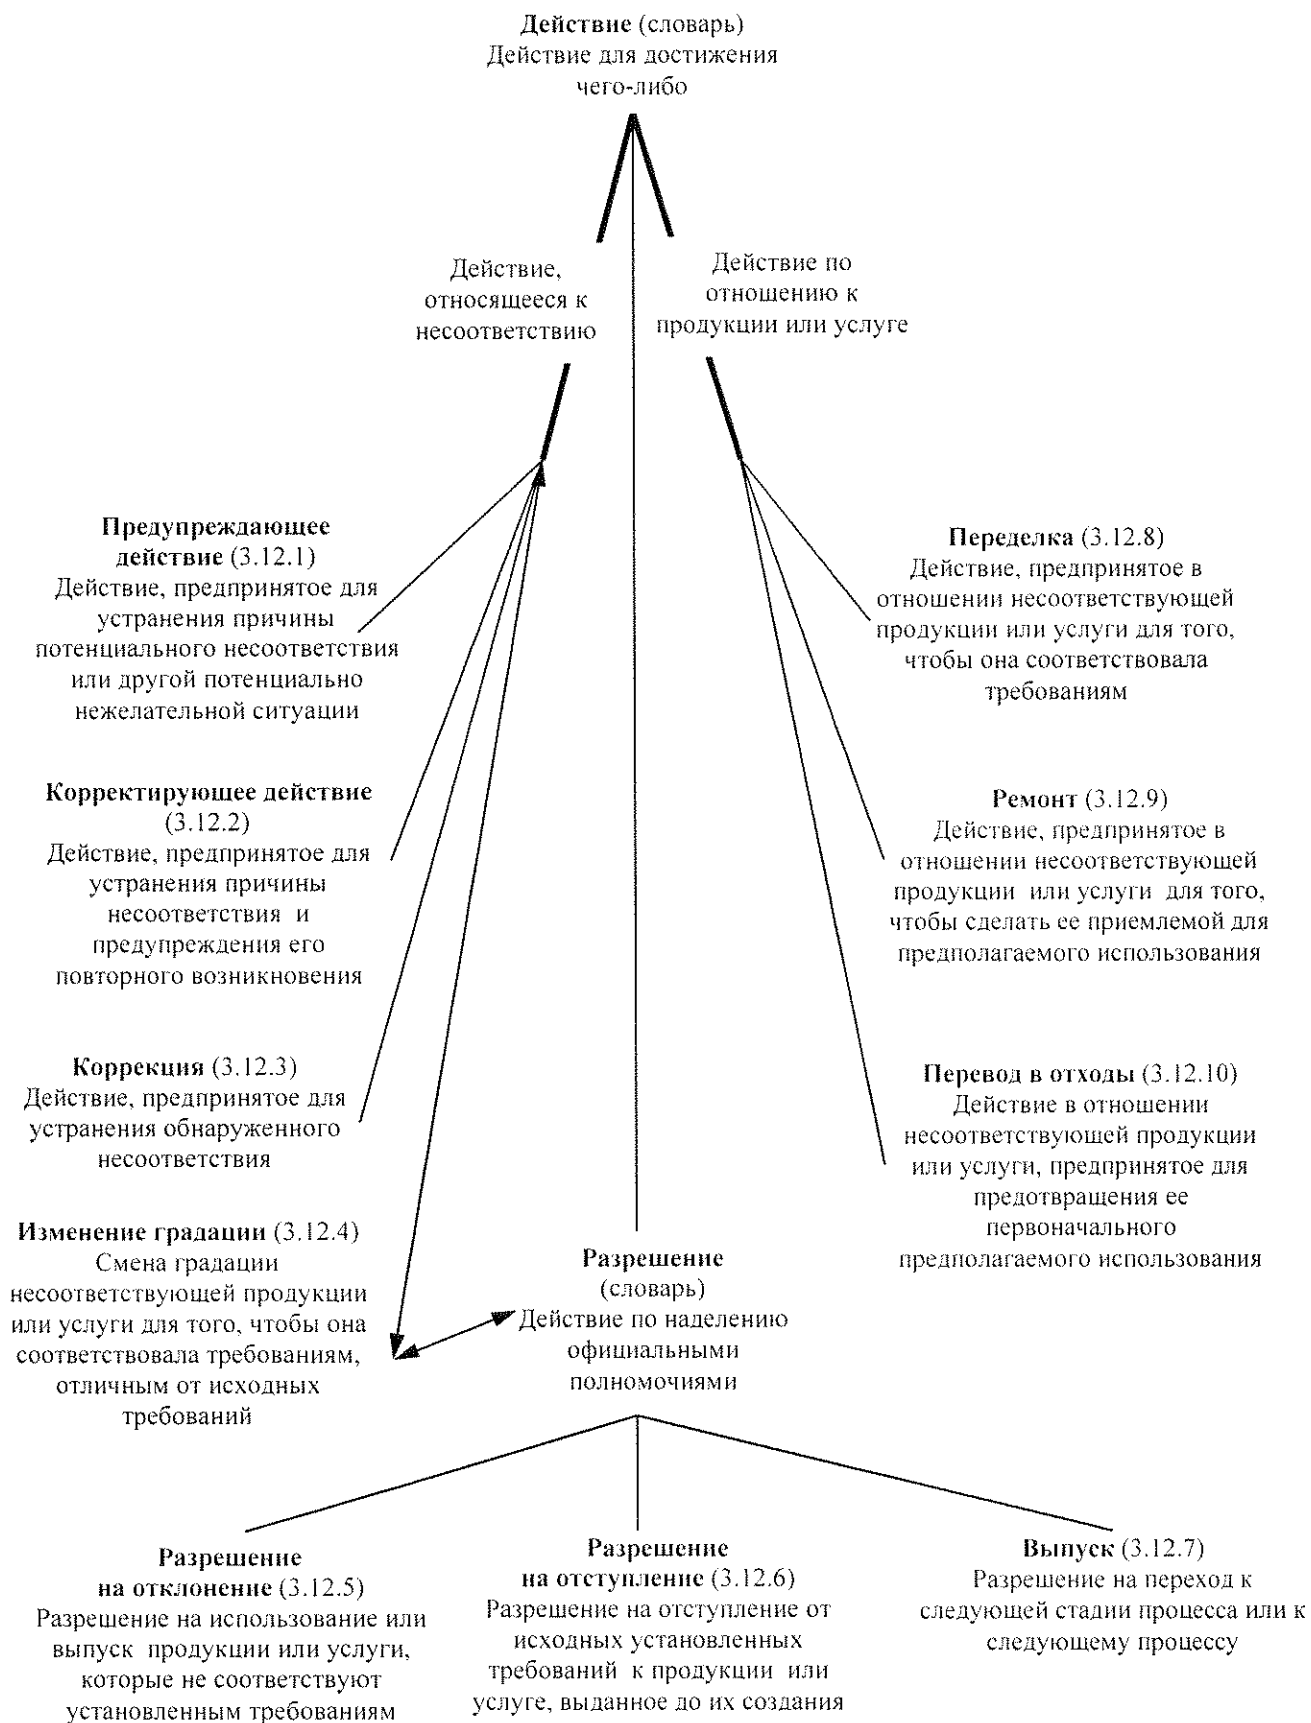 Действие (словарь)
Действие для достижения
чего-либо
Действие,
относящееся к
несоответствию
Действие по
отношению к
продукции или услуге
Предупреждающее
действие (3.12.1)
Действие, предпринятое для
устранения причины
потенциального несоответствия
или другой потенциально
нежелательной ситуации
Переделка (3.12.8)
Действие, предпринятое в
отношении несоответствующей
продукции или услуги для того,
чтобы она соответствовала
требованиям
Корректирующее действие
(3.12.2)
Действие, предпринятое для
устранения причины
несоответствия и
предупреждения его
повторного возникновения
Ремонт (3.12.9)
Действие, предпринятое в
отношении несоответствующей
продукции или услуги для того,
чтобы сделать ее приемлемой для
предполагаемого использования
Коррекция (3.12.3)
Действие, предпринятое для
устранения обнаруженного
несоответствия
Перевод в отходы (3.12.10)
Действие в отношении
несоответствующей продукции
или услуги, предпринятое для
предотвращения ее
первоначального
предполагаемого использования
Изменение градации (3.12.4)
Смена градации
несоответствующей продукции
или услуги для того, чтобы она
соответствовала требованиям,
отличным от исходных
требований
Разрешение
(словарь)
Действие по наделению
официальными
полномочиями
Разрешение
на отклонение (3.12.5)
Разрешение на использование или
выпуск продукции или услуги,
которые не соответствуют
установленным требованиям
Разрешение
на отступление (3.12.6)
Разрешение на отступление от
исходных установленных
требований к продукции или
услуге, выданное до их создания
Выпуск (3.12.7)
Разрешение на переход к
следующей стадии процесса или к
следующему процессу